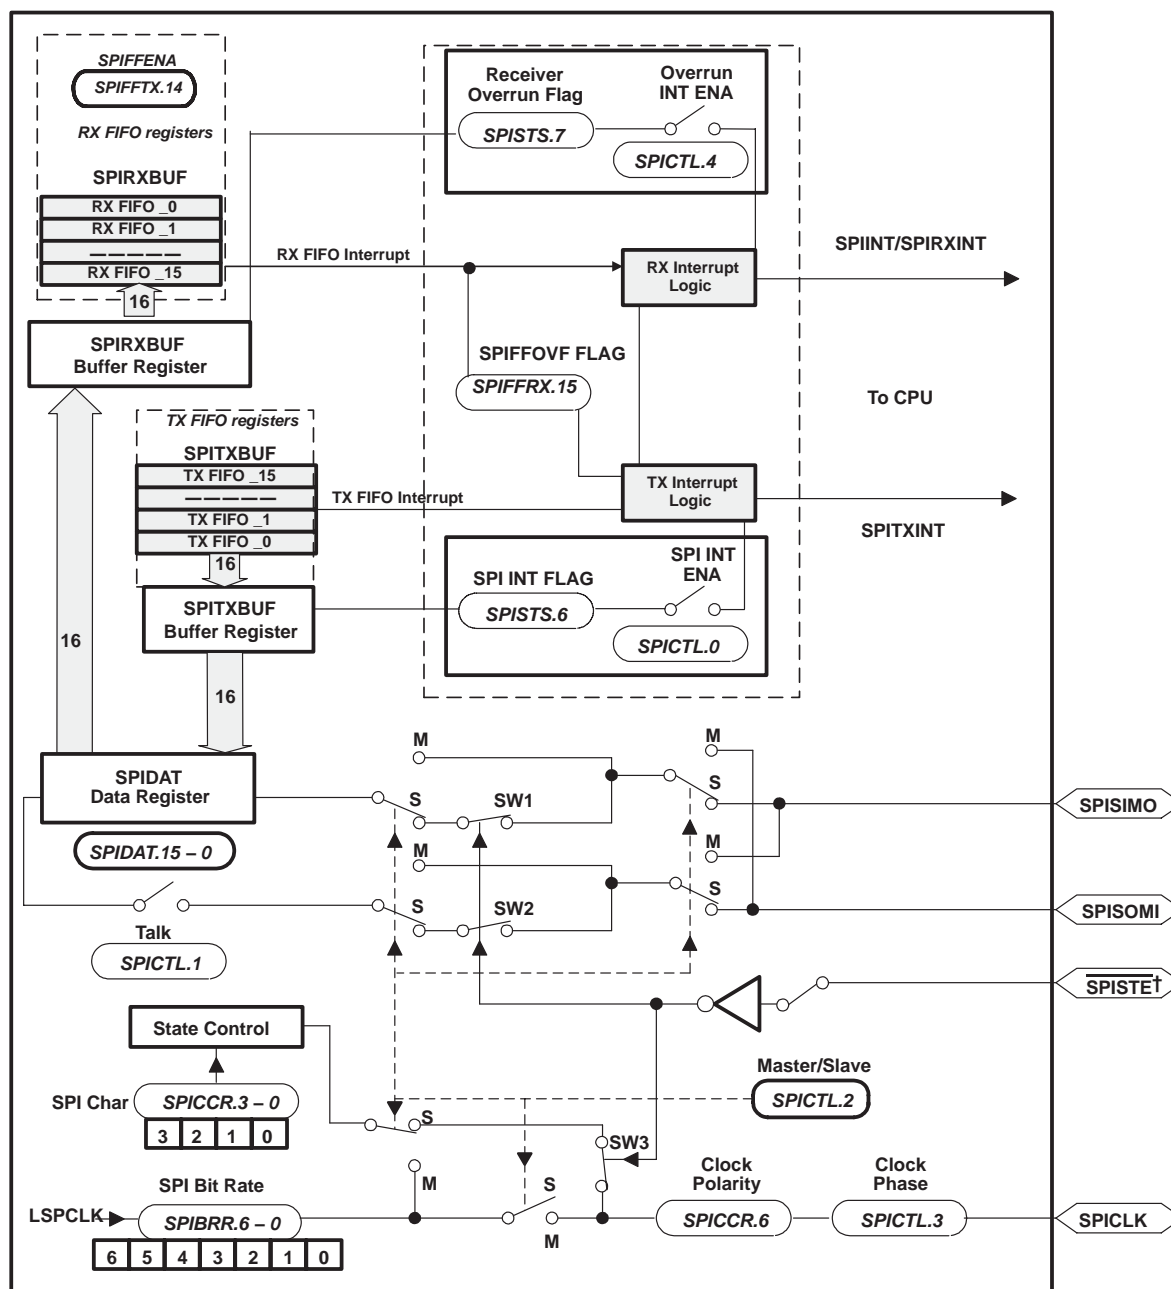 SPIFFENA
SPIFFTX.14
RX FIFO registers
SPIRXBUF
RX FIFO _0
RX FIFO _1
— — — — —
RX FIFO _15
16
SPIRXBUF
Buffer Register
Receiver
Overrun Flag
SPISTS.7
Overrun
INT ENA
SPICTL.4
RX FIFO Interrupt
RX Interrupt
Logic
SPIINT/SPIRXINT
SPIFFOVF FLAG
SPIFFRX.15
To CPU
TX FIFO registers
SPITXBUF
TX FIFO _15
— — — — —
TX FIFO _1
TX FIFO _0
16
TX FIFO Interrupt
TX Interrupt
Logic
SPITXINT
SPITXBUF
Buffer Register
SPI INT FLAG
SPISTS.6
SPI INT
ENA
SPICTL.0
16
16
SPIDAT
Data Register
SPIDAT.15 – 0
M
S
SW1
M
S
SPISIMO
M
S
SW2
M
S
SPISOMI
Talk
SPICTL.1
SPISTE†
State Control
Master/Slave
SPICTL.2
SPI Char
SPICCR.3 – 0
3 2 1 0
S
M
SW3
SPI Bit Rate
LSPCLK
SPIBRR.6 – 0
6 5 4 3 2 1 0
S
M
Clock
Polarity
SPICCR.6
Clock
Phase
SPICTL.3
SPICLK